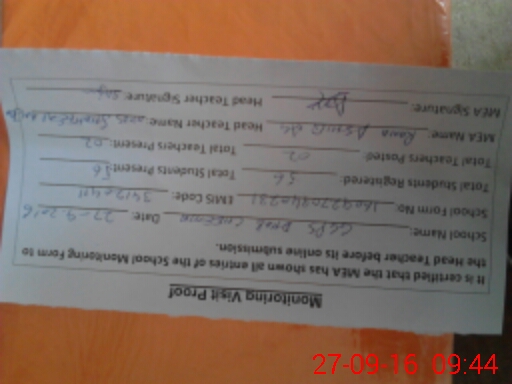 Monitoring Visit Proof
It is certified that the MEA has shown all entries of the School Monitoring Form to
the Head Teacher before its online submission.
School Name: GGPS Date: 27-9-2016
School Form No: EMIS Code:
Total Students Registered: 56 Total Students Present: 56
Total Teachers Posted: 02 Total Teachers Present: 02
MEA Name: Rana Head Teacher Name:
MEA Signature: Head Teacher Signature:
27-09-16 09:44